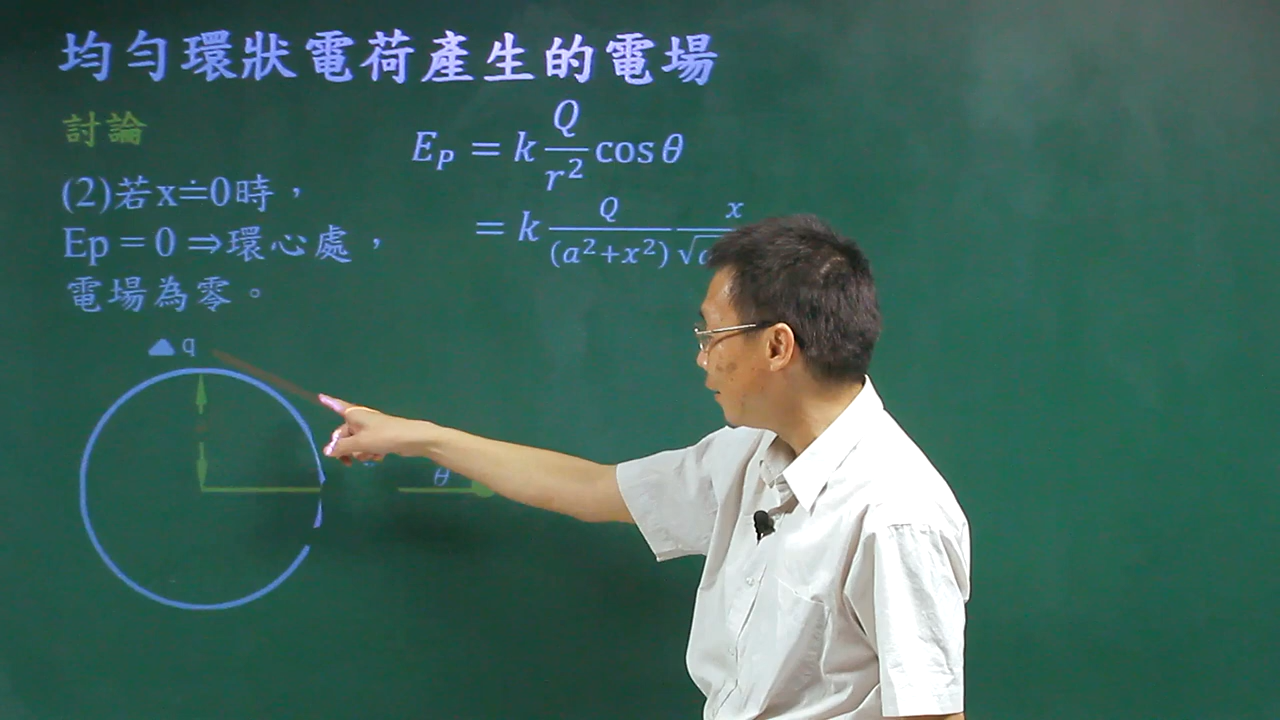 均勻環狀電荷產生的電場
討論
(2)若x≐0時，
Ep = 0 ⇒環心處，
電場為零。
E_P = k Q/r² cos θ
= k Q/(a²+x²) x/√
▲ q
θ